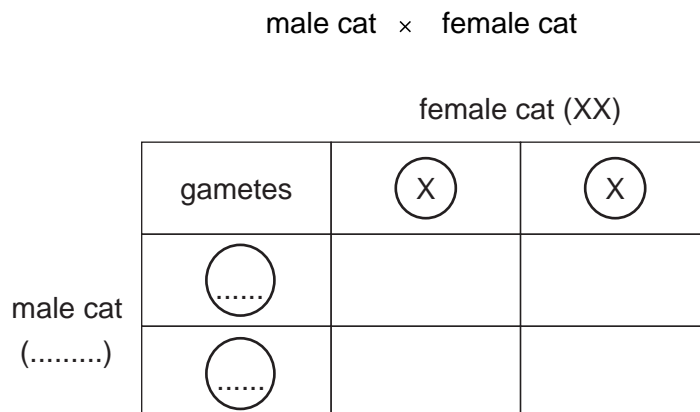 male cat × female cat
female cat (XX)
gametes X X
......
male cat
(.........)
......